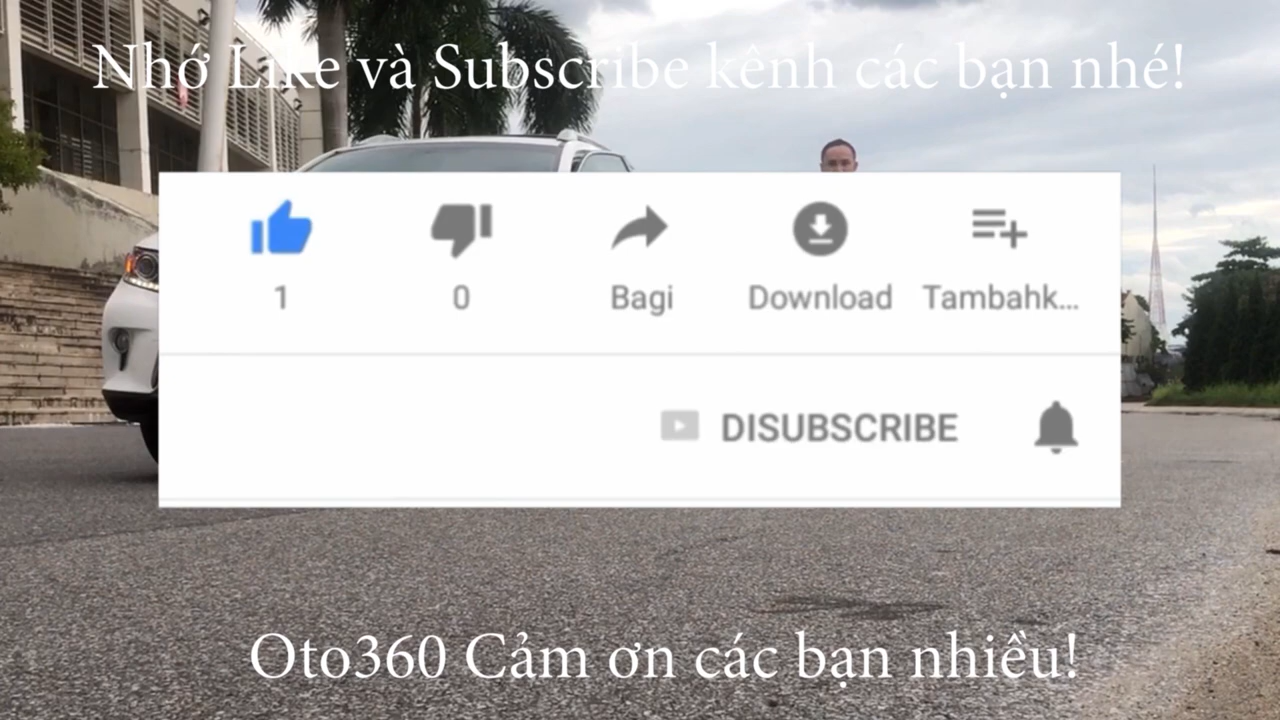 Nhớ Like và Subscribe kênh các bạn nhé!
1 0 Bagi Download Tambahk...
DISUBSCRIBE
Oto360 Cảm ơn các bạn nhiều!